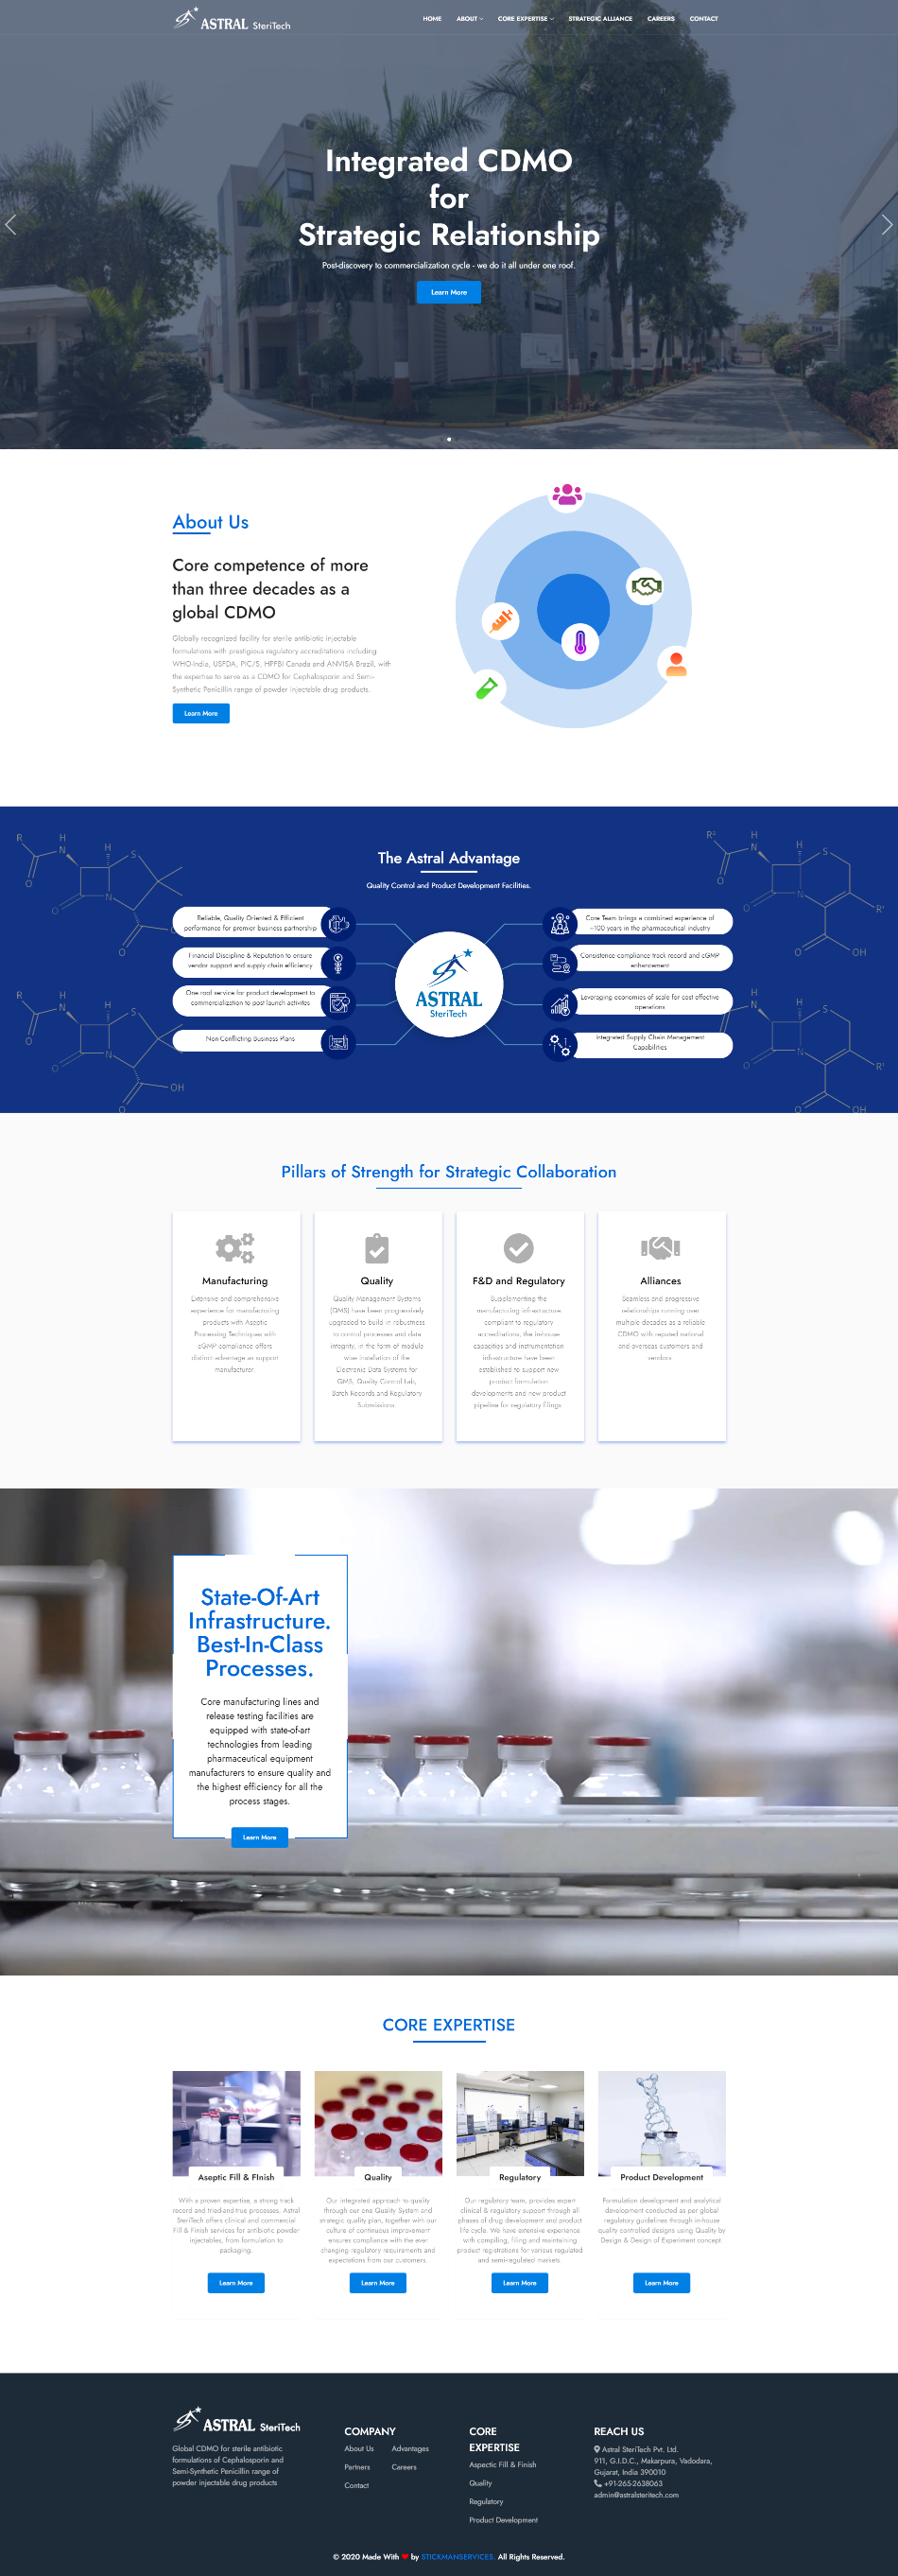 ASTRAL SteriTech
HOME ABOUT CORE EXPERTISE STRATEGIC ALLIANCE CAREERS CONTACT
Integrated CDMO
for
Strategic Relationship
Post-discovery to commercialization cycle - we do it all under one roof.
Learn More
About Us
Core competence of more
than three decades as a
global CDMO
Globally recognized facility for sterile antibiotic injectable
formulations with prestigious regulatory accreditations including
WHO-India, USFDA, PIC/S, HPFBI Canada and ANVISA Brazil, with
the expertise to serve as a CDMO for Cephalosporin and Semi-
Synthetic Penicillin range of powder injectable drug products.
Learn More
The Astral Advantage
Quality Control and Product Development Facilities.
Reliable, Quality Oriented & Efficient
performance for premier business partnership
Financial Discipline & Reputation to ensure
vendor support and supply chain efficiency
One roof service for product development to
commercialization to post launch activites
Non-Conflicting Business Plans
ASTRAL
SteriTech
Core Team brings a combined experience of
~100 years in the pharmaceutical industry
Consistence compliance track record and cGMP
enhancement
Leveraging economies of scale for cost effective
operations
Integrated Supply Chain Management
Capabilities
Pillars of Strength for Strategic Collaboration
Manufacturing
Extensive and comprehensive
experience for manufacturing
products with Aseptic
Processing Techniques with
cGMP compliance offers
distinct advantage as support
manufacturer.
Quality
Quality Management Systems
(QMS) have been progressively
upgraded to build-in robustness
to control processes and data
integrity, in the form of module
wise installation of the
Electronic Data Systems for
QMS, Quality Control Lab,
Batch Records and Regulatory
Submissions.
F&D and Regulatory
Supplementing the
manufacturing infrastructure
compliant to regulatory
accreditations, the in-house
capacities and instrumentation
infrastructure have been
established to support new
product formulation
developments and new product
pipeline for regulatory filings.
Alliances
Seamless and progressive
relationships running over
multiple decades as a reliable
CDMO with reputed national
and overseas customers and
vendors.
State-Of-Art
Infrastructure.
Best-In-Class
Processes.
Core manufacturing lines and
release testing facilities are
equipped with state-of-art
technologies from leading
pharmaceutical equipment
manufacturers to ensure quality and
the highest efficiency for all the
process stages.
Learn More
CORE EXPERTISE
Aseptic Fill & FInish
With a proven expertise, a strong track
record and tried-and-true processes, Astral
SteriTech offers clinical and commercial
Fill & Finish services for antibiotic powder
injectables, from formulation to
packaging.
Learn More
Quality
Our integrated approach to quality
through our one Quality System and
strategic quality plan, together with our
culture of continuous improvement
ensures compliance with the ever
changing regulatory requirements and
expectations from our customers.
Learn More
Regulatory
Our regulatory team, provides expert
clinical & regulatory support through all
phases of drug development and product
life cycle. We have extensive experience
with compiling, filing and maintaining
product registrations for various regulated
and semi-regulated markets.
Learn More
Product Development
Formulation development and analytical
development conducted as per global
regulatory guidelines through in-house
quality controlled designs using Quality by
Design & Design of Experiment concept.
Learn More
ASTRAL SteriTech
Global CDMO for sterile antibiotic
formulations of Cephalosporin and
Semi-Synthetic Penicillin range of
powder injectable drug products
COMPANY
About Us Advantages
Partners Careers
Contact
CORE
EXPERTISE
Aspectic Fill & Finish
Quality
Regulatory
Product Development
REACH US
Astral SteriTech Pvt. Ltd.
911, G.I.D.C., Makarpura, Vadodara,
Gujarat, India 390010
+91-265-2638063
admin@astralsteritech.com
© 2020 Made With ❤ by STICKMANSERVICES. All Rights Reserved.